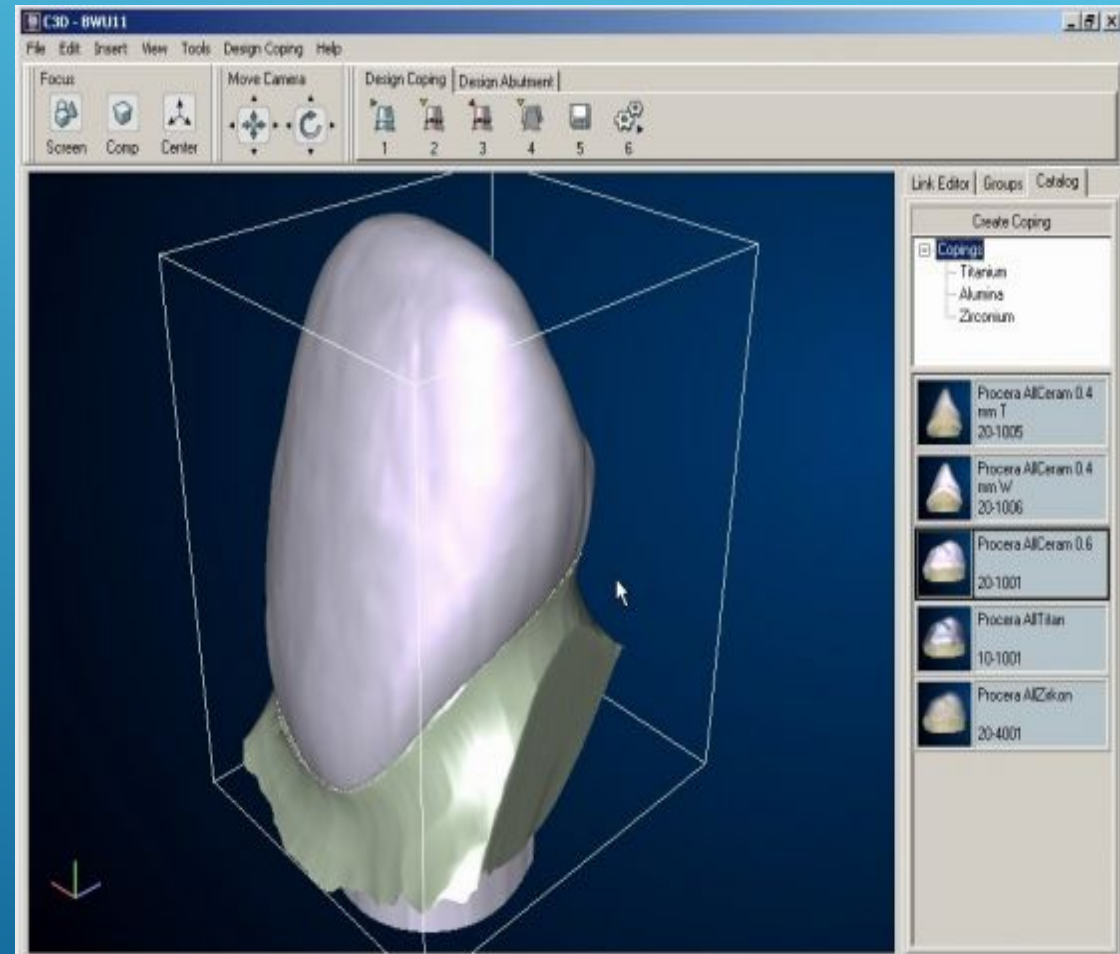 C3D - BWU11
File Edit Insert View Tools Design Coping Help
Focus
Screen Comp Center
Move Camera
Design Coping Design Abutment
1 2 3 4 5 6
Link Editor Groups Catalog
Create Coping
Copings
Titanium
Alumina
Zirconium
Procera AllCeram 0.4
mm T
20-1005
Procera AllCeram 0.4
mm W
20-1006
Procera AllCeram 0.6
20-1001
Procera AllTitan
10-1001
Procera AllZirkon
20-4001